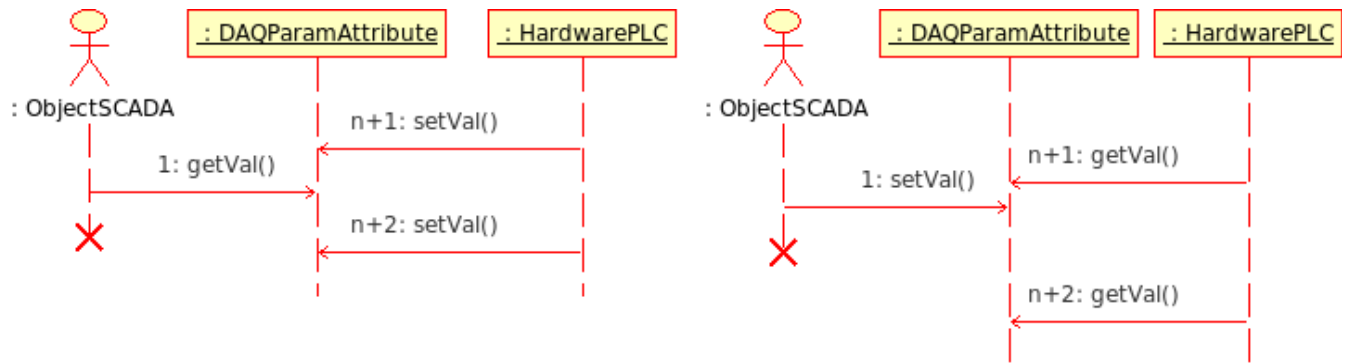 : DAQParamAttribute
: HardwarePLC
: ObjectSCADA
n+1: setVal()
1: getVal()
n+2: setVal()
: DAQParamAttribute
: HardwarePLC
: ObjectSCADA
n+1: getVal()
1: setVal()
n+2: getVal()